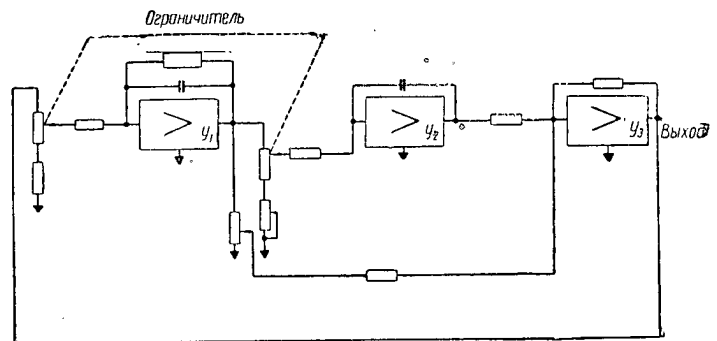 Ограничитель
У₁
У₂
У₃
Выход